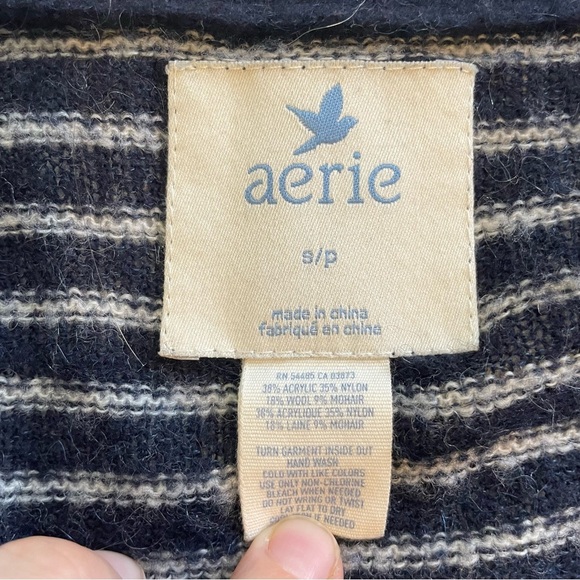 aerie
s/p
made in china
fabriqué en chine
RN 54485 CA 03873
38% ACRYLIC 35% NYLON
18% WOOL 9% MOHAIR
38% ACRYLIQUE 35% NYLON
18% LAINE 9% MOHAIR
TURN GARMENT INSIDE OUT
HAND WASH
COLD WITH LIKE COLORS
USE ONLY NON-CHLORINE
BLEACH WHEN NEEDED
DO NOT WRING OR TWIST
LAY FLAT TO DRY
IF NEEDED